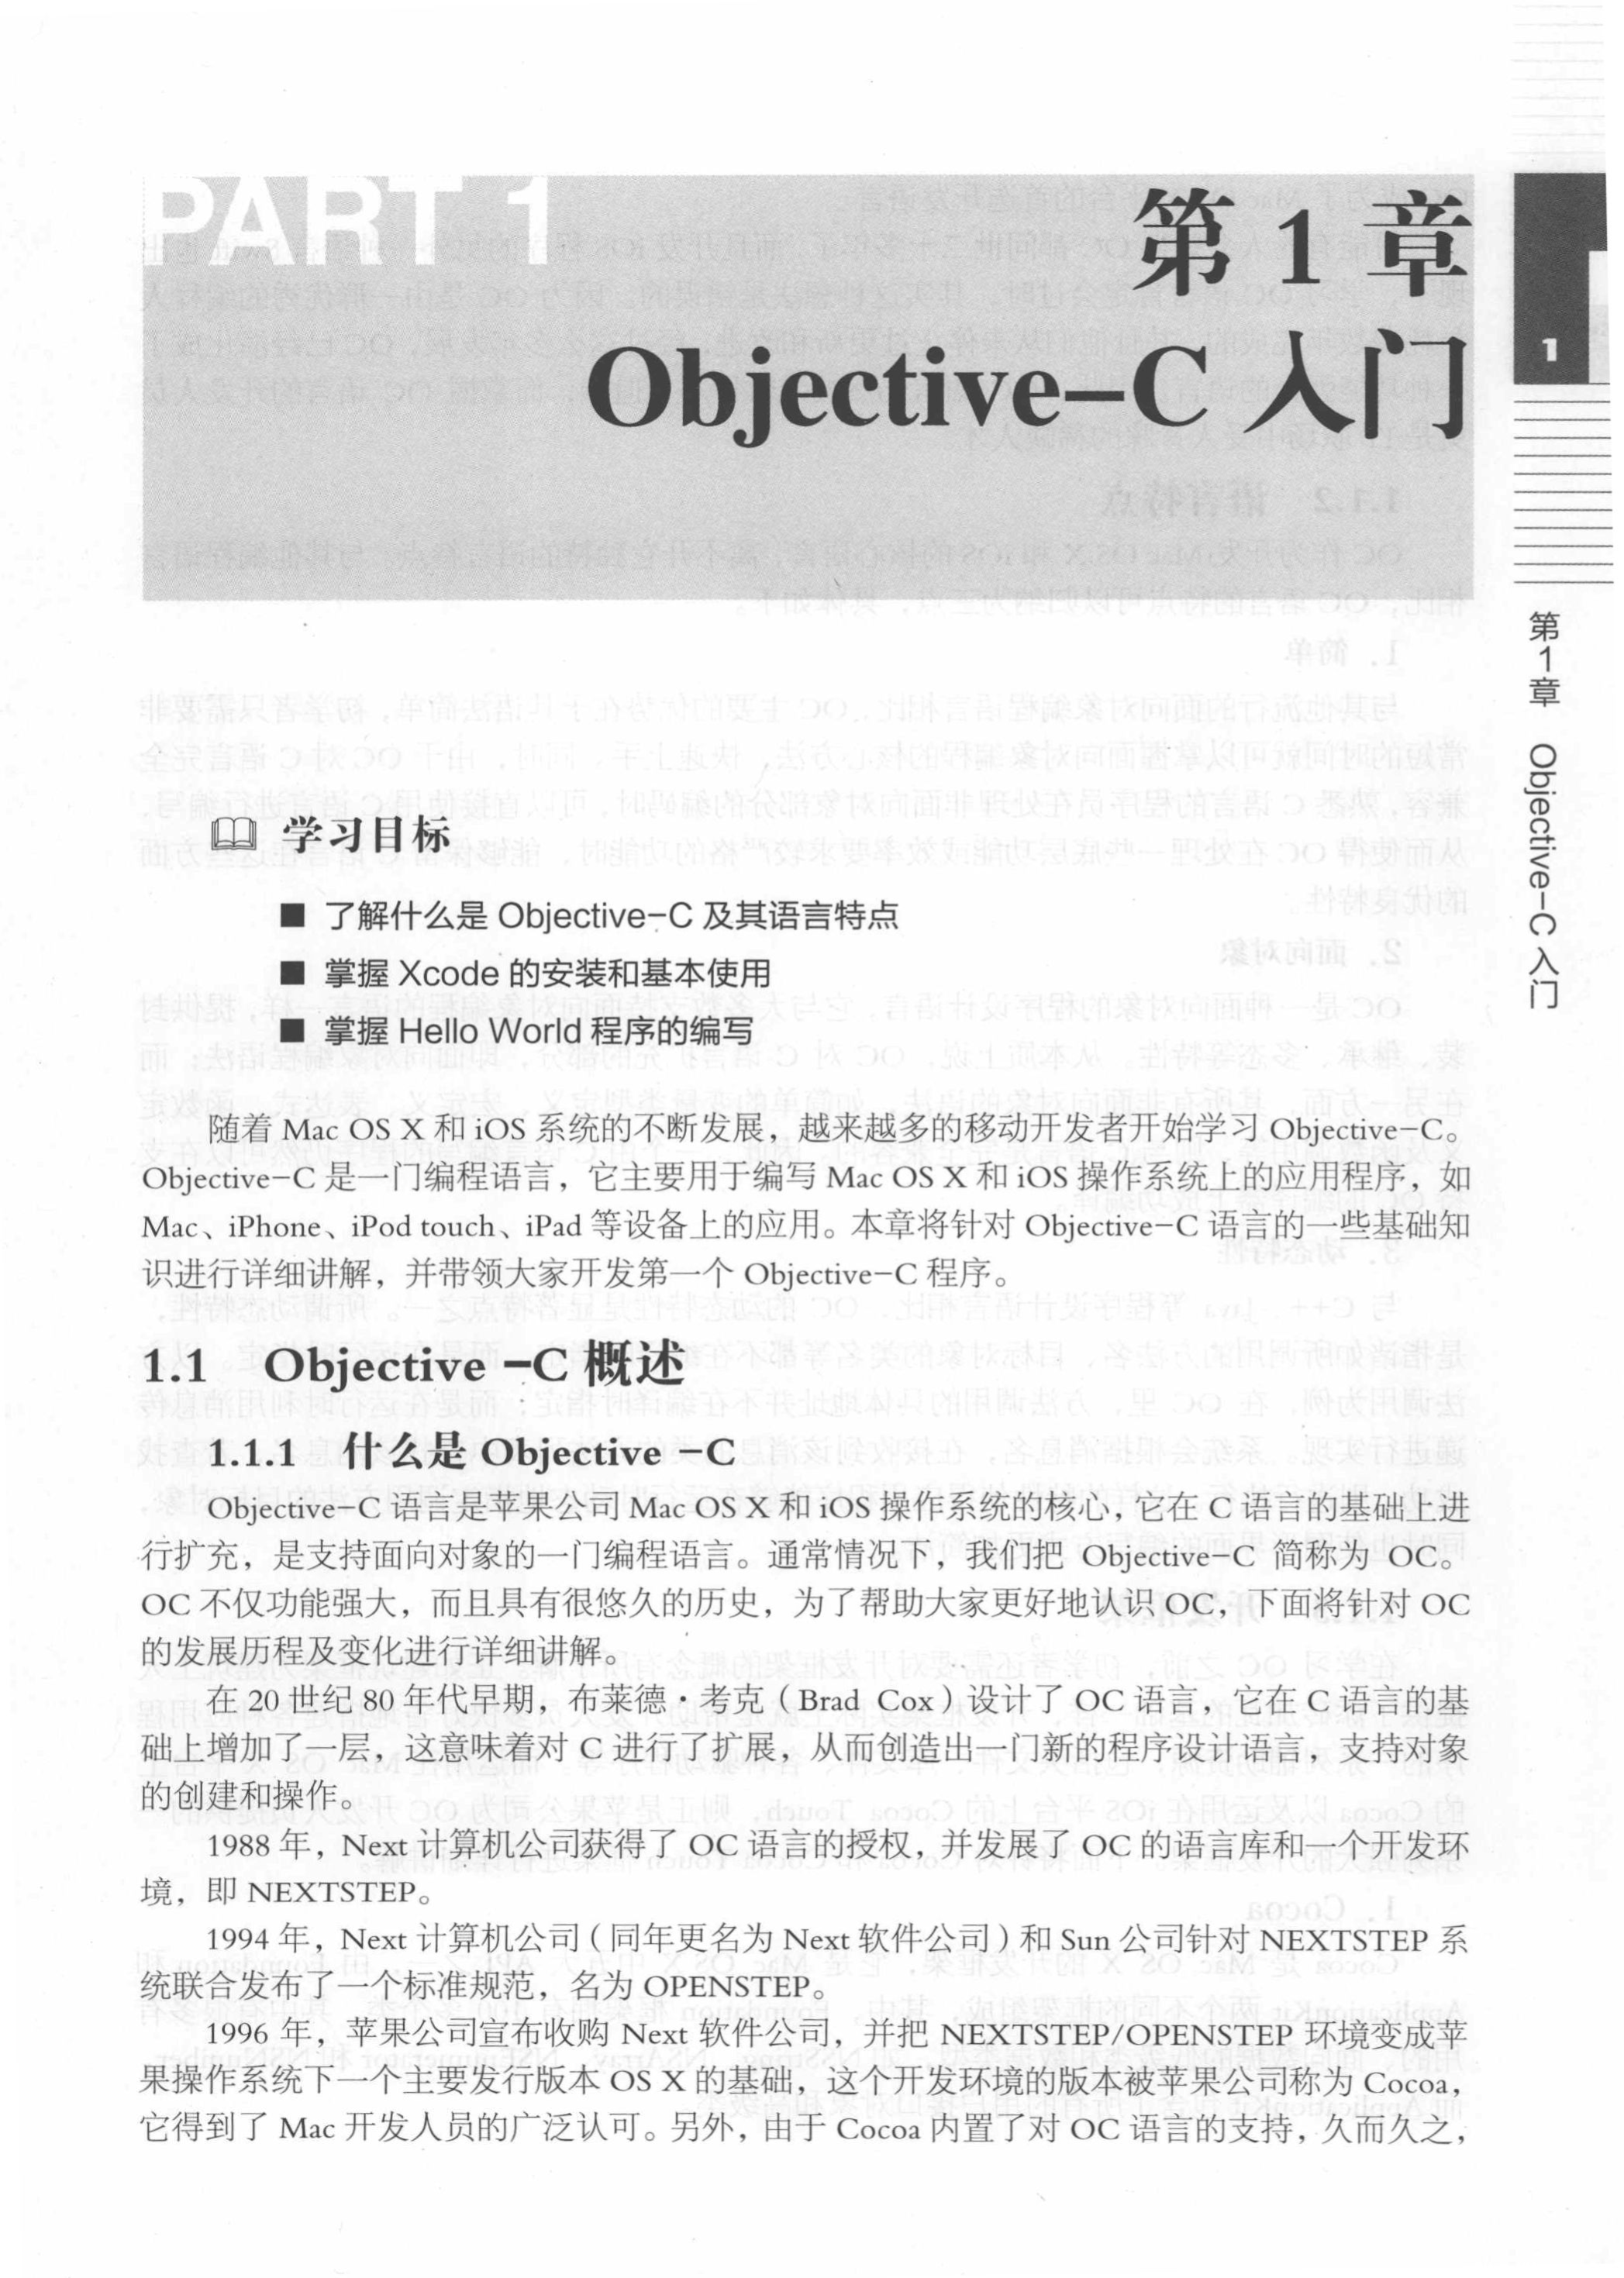 PART 1
第 1 章
Objective-C 入门
1
第1章 Objective-C 入门
学习目标
■ 了解什么是 Objective-C 及其语言特点
■ 掌握 Xcode 的安装和基本使用
■ 掌握 Hello World 程序的编写
随着 Mac OS X 和 iOS 系统的不断发展，越来越多的移动开发者开始学习 Objective-C。
Objective-C 是一门编程语言，它主要用于编写 Mac OS X 和 iOS 操作系统上的应用程序，如
Mac、iPhone、iPod touch、iPad 等设备上的应用。本章将针对 Objective-C 语言的一些基础知
识进行详细讲解，并带领大家开发第一个 Objective-C 程序。
1.1 Objective -C 概述
1.1.1 什么是 Objective -C
Objective-C 语言是苹果公司 Mac OS X 和 iOS 操作系统的核心，它在 C 语言的基础上进
行扩充，是支持面向对象的一门编程语言。通常情况下，我们把 Objective-C 简称为 OC。
OC 不仅功能强大，而且具有很悠久的历史，为了帮助大家更好地认识 OC，下面将针对 OC
的发展历程及变化进行详细讲解。
在 20 世纪 80 年代早期，布莱德·考克（Brad Cox）设计了 OC 语言，它在 C 语言的基
础上增加了一层，这意味着对 C 进行了扩展，从而创造出一门新的程序设计语言，支持对象
的创建和操作。
1988 年，Next 计算机公司获得了 OC 语言的授权，并发展了 OC 的语言库和一个开发环
境，即 NEXTSTEP。
1994 年，Next 计算机公司（同年更名为 Next 软件公司）和 Sun 公司针对 NEXTSTEP 系
统联合发布了一个标准规范，名为 OPENSTEP。
1996 年，苹果公司宣布收购 Next 软件公司，并把 NEXTSTEP/OPENSTEP 环境变成苹
果操作系统下一个主要发行版本 OS X 的基础，这个开发环境的版本被苹果公司称为 Cocoa，
它得到了 Mac 开发人员的广泛认可。另外，由于 Cocoa 内置了对 OC 语言的支持，久而久之，